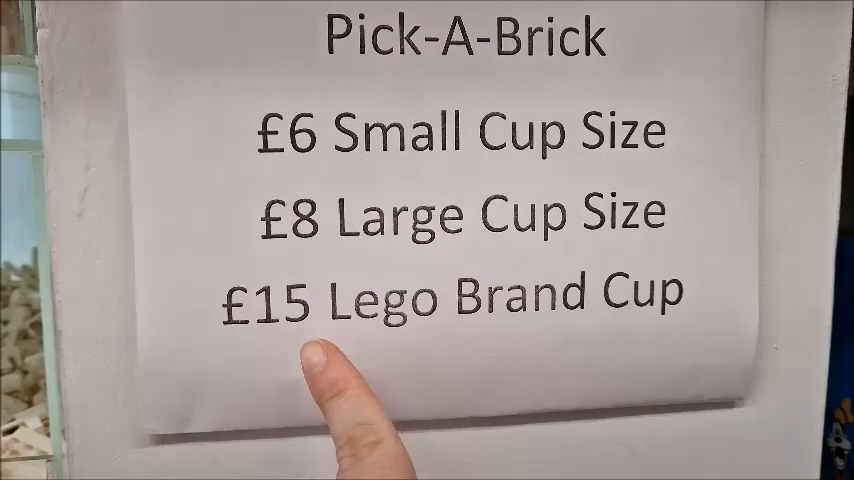 Pick-A-Brick
£6 Small Cup Size
£8 Large Cup Size
£15 Lego Brand Cup